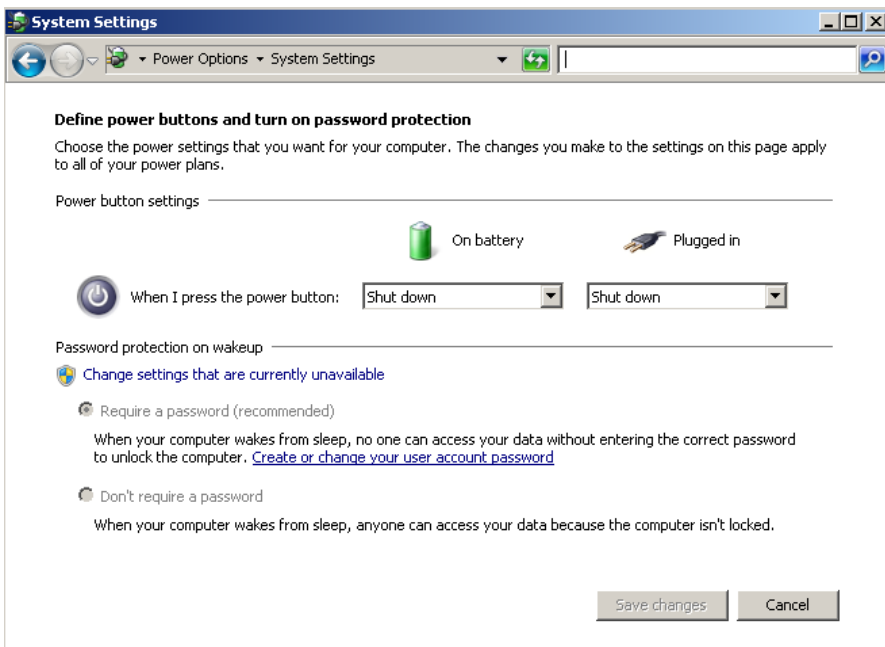 System Settings
Power Options System Settings
Define power buttons and turn on password protection
Choose the power settings that you want for your computer. The changes you make to the settings on this page apply
to all of your power plans.
Power button settings
On battery Plugged in
When I press the power button: Shut down Shut down
Password protection on wakeup
Change settings that are currently unavailable
Require a password (recommended)
When your computer wakes from sleep, no one can access your data without entering the correct password
to unlock the computer. Create or change your user account password
Don't require a password
When your computer wakes from sleep, anyone can access your data because the computer isn't locked.
Save changes Cancel